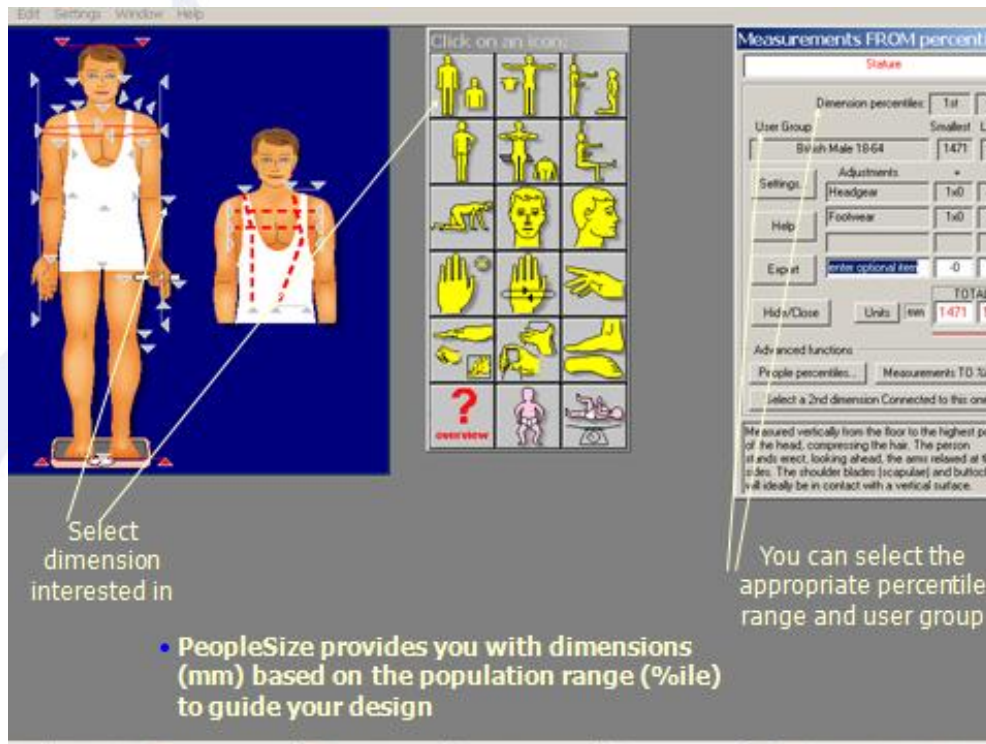 Edit Settings Window Help
Click on an icon:
overview
Measurements FROM percenti
Stature
Dimension percentiles: 1st
User Group Smallest L
British Male 18-64 1471
Adjustments +
Settings... Headgear 1x0
Footwear 1x0
Help
Export enter optional item -0
TOTA
Hide/Close Units mm 1471 1
Advanced functions
People percentiles... Measurements TO %
Select a 2nd dimension Connected to this one
Measured vertically from the floor to the highest p
of the head, compressing the hair. The person
stands erect, looking ahead, the arms relaxed at t
sides. The shoulder blades (scapulae) and buttoc
will ideally be in contact with a vertical surface.
Select
dimension
interested in
You can select the
appropriate percentile
range and user group
• PeopleSize provides you with dimensions
(mm) based on the population range (%ile)
to guide your design